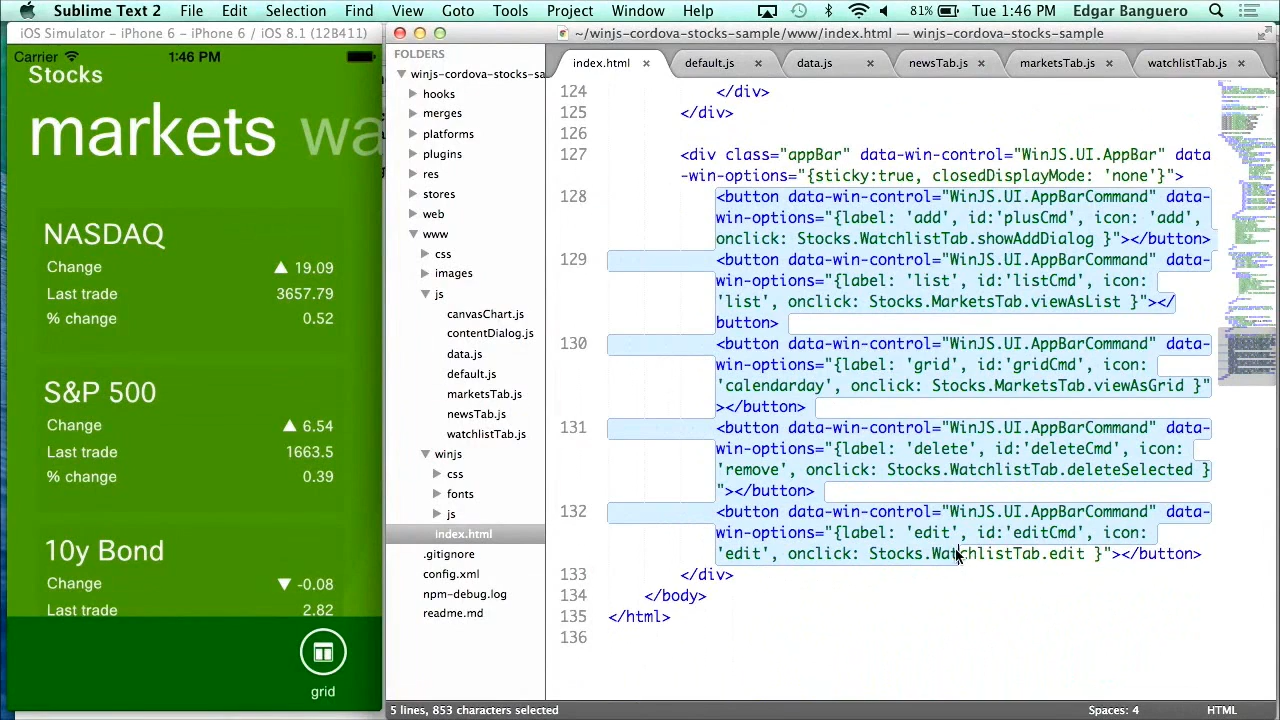 Sublime Text 2 File Edit Selection Find View Goto Tools Project Window Help 81% Tue 1:46 PM Edgar Banguero
iOS Simulator – iPhone 6 – iPhone 6 / iOS 8.1 (12B411)
Carrier 1:46 PM
Stocks
markets wa
NASDAQ
Change ▲ 19.09
Last trade 3657.79
% change 0.52
S&P 500
Change ▲ 6.54
Last trade 1663.5
% change 0.39
10y Bond
Change ▼ -0.08
Last trade 2.82
grid
~/winjs-cordova-stocks-sample/www/index.html — winjs-cordova-stocks-sample
FOLDERS
winjs-cordova-stocks-sa
hooks
merges
platforms
plugins
res
stores
web
www
css
images
js
canvasChart.js
contentDialog.js
data.js
default.js
marketsTab.js
newsTab.js
watchlistTab.js
winjs
css
fonts
js
index.html
.gitignore
config.xml
npm-debug.log
readme.md
index.html × default.j × data.js × newsTab.js × marketsTab.js × watchlistTab.js ×
124 </div>
125 </div>
126
127 <div class="appBar" data-win-control="WinJS.UI.AppBar" data
-win-options="{sticky:true, closedDisplayMode: 'none'}">
128 <button data-win-control="WinJS.UI.AppBarCommand" data-
win-options="{label: 'add', id:'plusCmd', icon: 'add',
onclick: Stocks.WatchlistTab.showAddDialog }"></button>
129 <button data-win-control="WinJS.UI.AppBarCommand" data-
win-options="{label: 'list', id:'listCmd', icon:
'list', onclick: Stocks.MarketsTab.viewAsList }"></
button>
130 <button data-win-control="WinJS.UI.AppBarCommand" data-
win-options="{label: 'grid', id:'gridCmd', icon:
'calendarday', onclick: Stocks.MarketsTab.viewAsGrid }"
></button>
131 <button data-win-control="WinJS.UI.AppBarCommand" data-
win-options="{label: 'delete', id:'deleteCmd', icon:
'remove', onclick: Stocks.WatchlistTab.deleteSelected }
"></button>
132 <button data-win-control="WinJS.UI.AppBarCommand" data-
win-options="{label: 'edit', id:'editCmd', icon:
'edit', onclick: Stocks.WatchlistTab.edit }"></button>
133 </div>
134 </body>
135 </html>
136
5 lines, 853 characters selected Spaces: 4 HTML